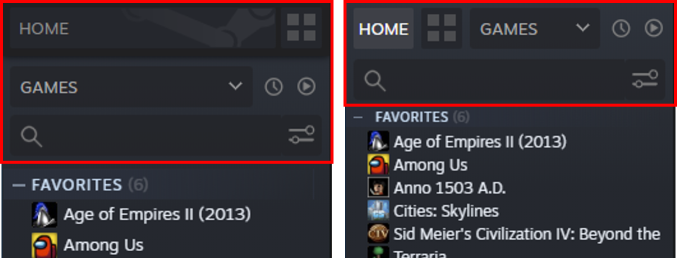 HOME
GAMES
FAVORITES (6)
Age of Empires II (2013)
Among Us
HOME GAMES
FAVORITES (6)
Age of Empires II (2013)
Among Us
Anno 1503 A.D.
Cities: Skylines
Sid Meier's Civilization IV: Beyond the
Terraria